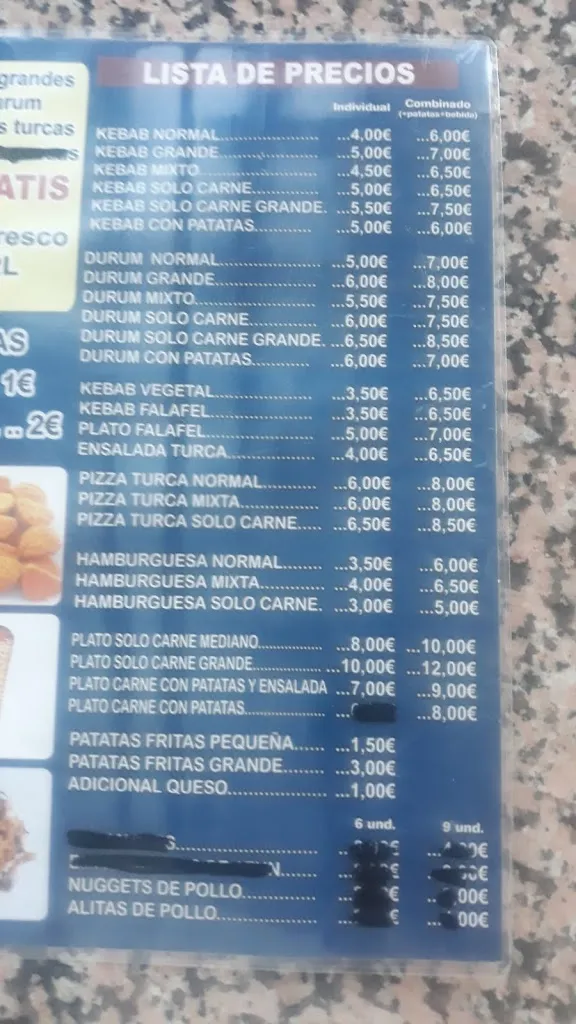 grandes
turcas
ATIS
AS
1€
... 2€
LISTA DE PRECIOS
Individual Combinado
(+patatas+bebida)
KEBAB NORMAL........................4,00€ ...6,00€
KEBAB GRANDE........................5,00€ ...7,00€
KEBAB MIXTO........................4,50€ ...6,50€
KEBAB SOLO CARNE................5,00€ ...6,50€
KEBAB SOLO CARNE GRANDE. ...5,50€ ...7,50€
KEBAB CON PATATAS..............5,00€ ...6,00€
DURUM NORMAL........................5,00€ ...7,00€
DURUM GRANDE........................6,00€ ...8,00€
DURUM MIXTO........................5,50€ ...7,50€
DURUM SOLO CARNE................6,00€ ...7,50€
DURUM SOLO CARNE GRANDE. ...6,50€ ...8,50€
DURUM CON PATATAS..............6,00€ ...7,00€
KEBAB VEGETAL........................3,50€ ...6,50€
KEBAB FALAFEL........................3,50€ ...6,50€
PLATO FALAFEL........................5,00€ ...7,00€
ENSALADA TURCA....................4,00€ ...6,50€
PIZZA TURCA NORMAL..............6,00€ ...8,00€
PIZZA TURCA MIXTA.................6,00€ ...8,00€
PIZZA TURCA SOLO CARNE..... ...6,50€ ...8,50€
HAMBURGUESA NORMAL....... ...3,50€ ...6,00€
HAMBURGUESA MIXTA............4,00€ ...6,50€
HAMBURGUESA SOLO CARNE. ...3,00€ ...5,00€
PLATO SOLO CARNE MEDIANO.................8,00€ ...10,00€
PLATO SOLO CARNE GRANDE.................10,00€ ...12,00€
PLATO CARNE CON PATATAS Y ENSALADA ...7,00€ ...9,00€
PLATO CARNE CON PATATAS..................... ...8,00€
PATATAS FRITAS PEQUEÑA...... ...1,50€
PATATAS FRITAS GRANDE....... ...3,00€
ADICIONAL QUESO....................1,00€
6 und. 9 und.
NUGGETS DE POLLO................
ALITAS DE POLLO.....................